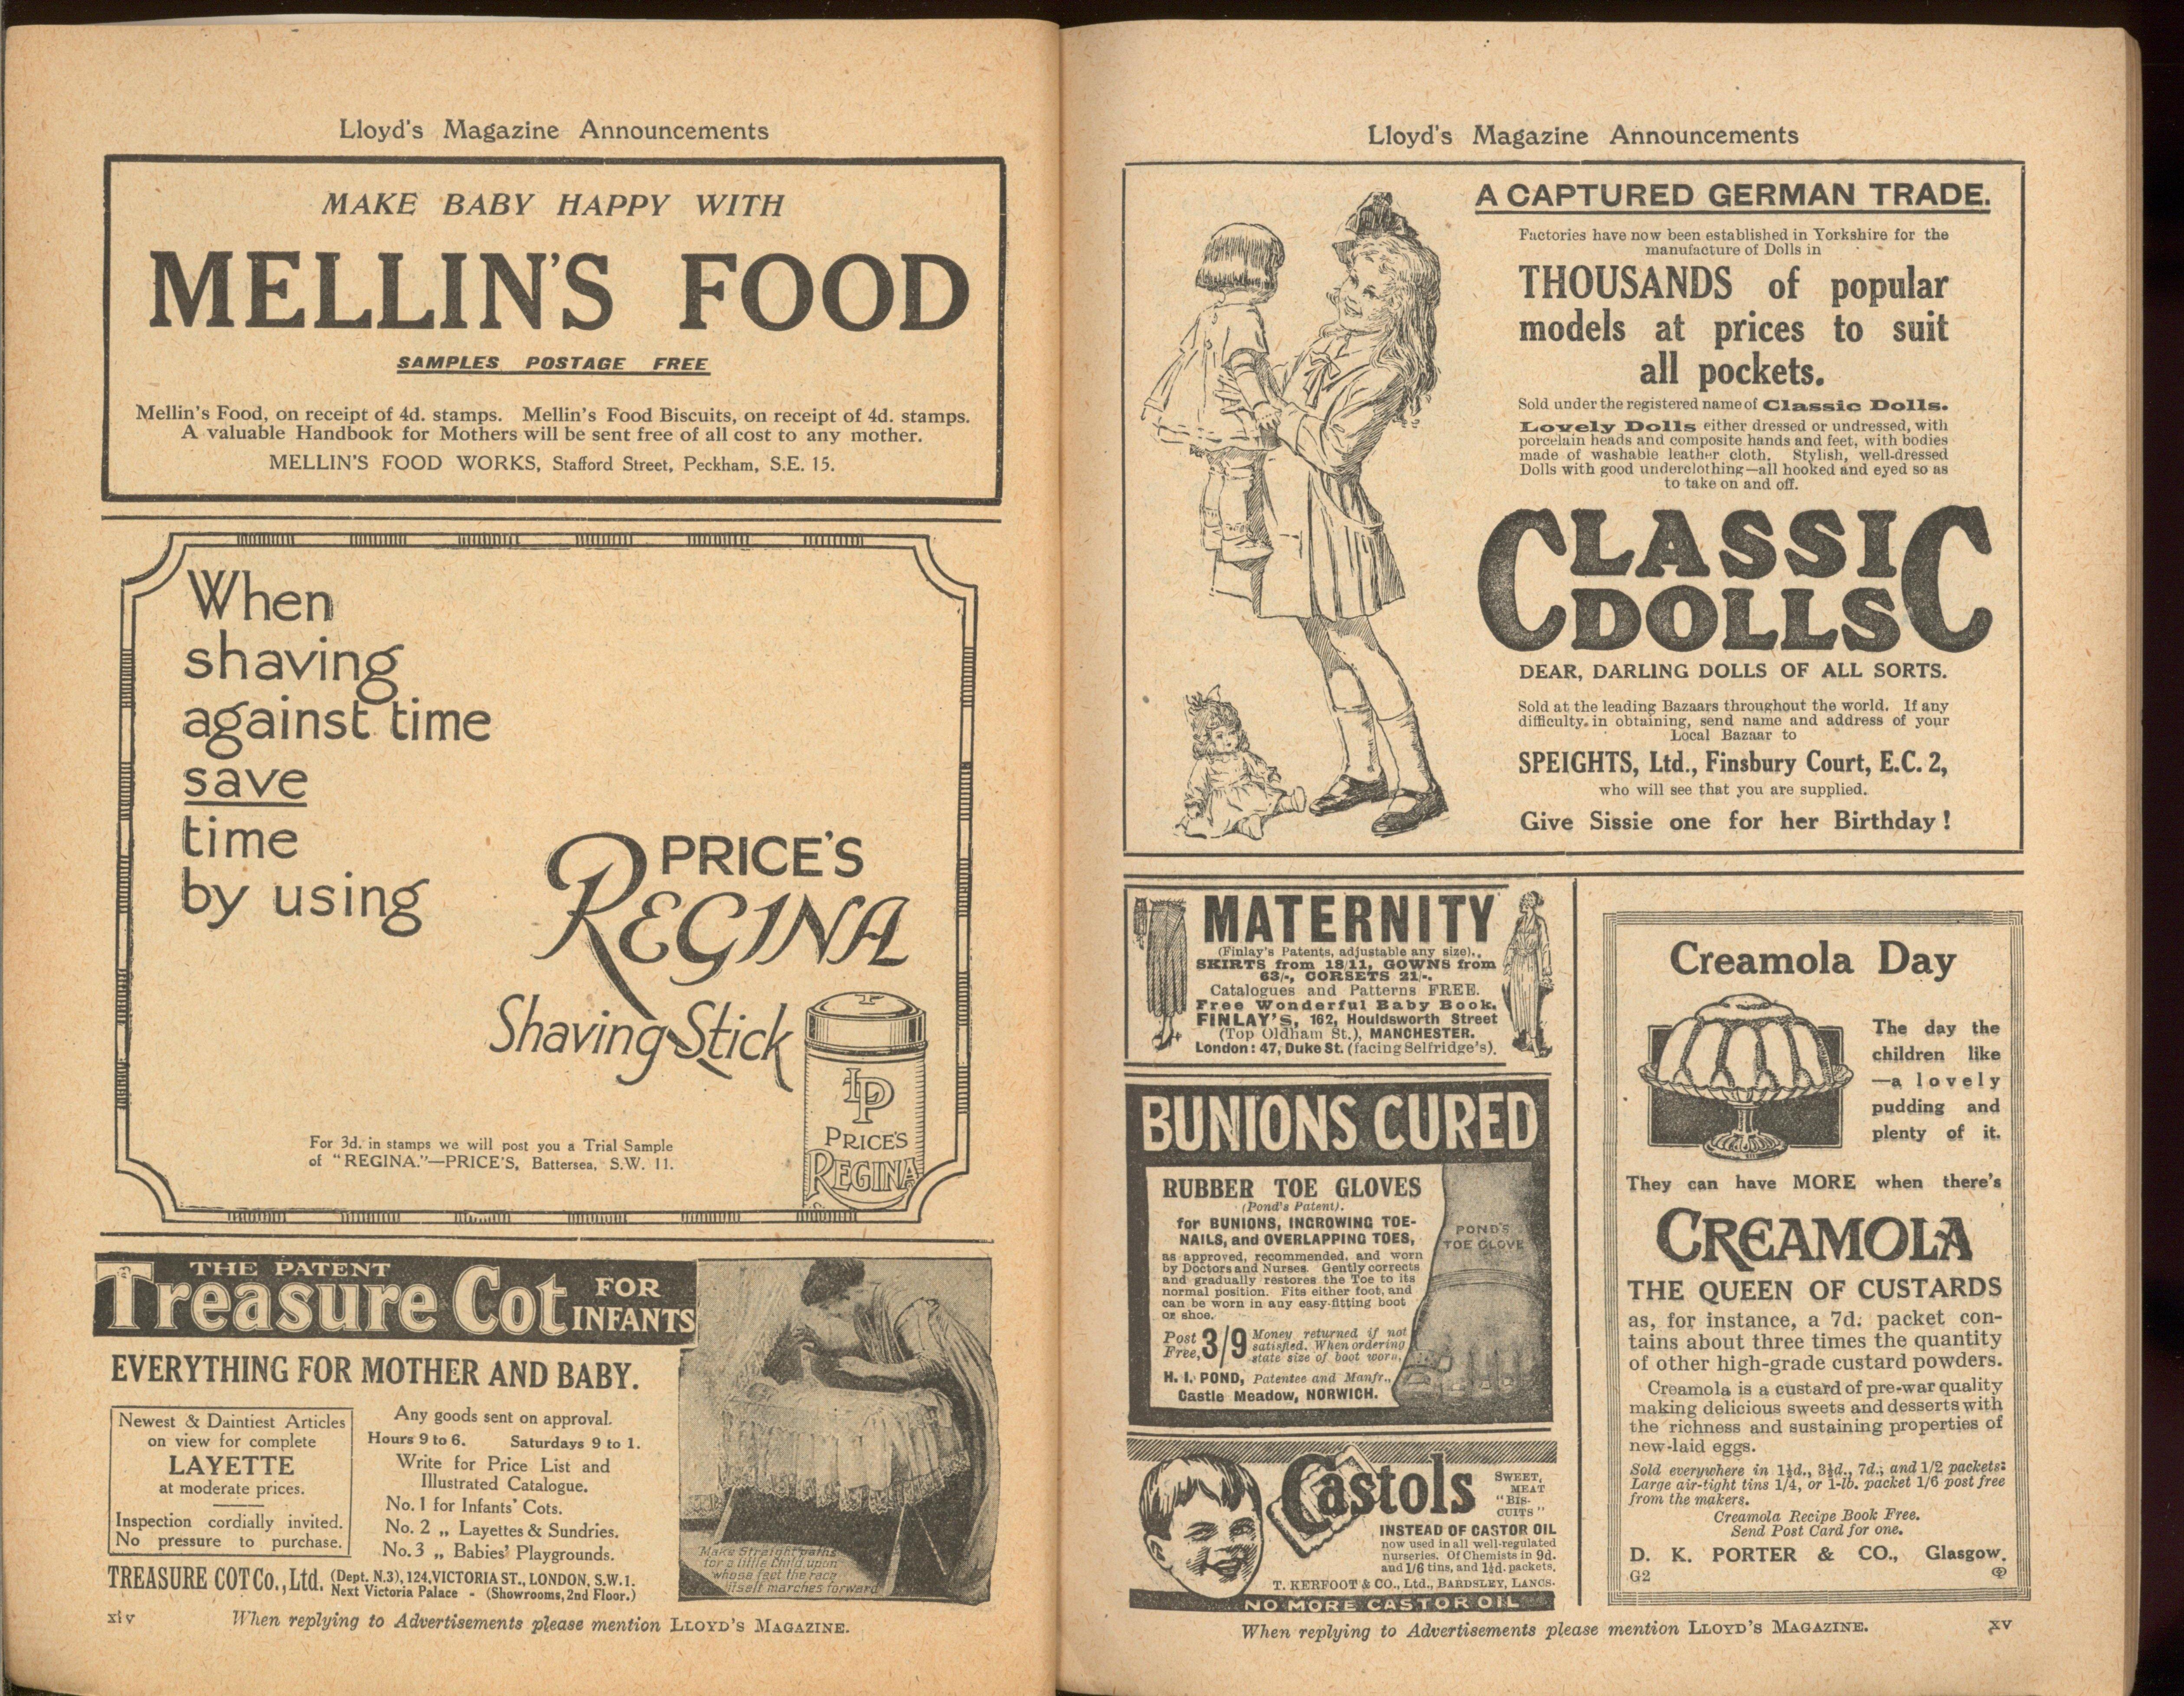 Lloyd's Magazine Announcements
MAKE BABY HAPPY WITH
MELLIN'S FOOD
SAMPLES POSTAGE FREE
Mellin's Food, on receipt of 4d. stamps. Mellin's Food Biscuits, on receipt of 4d. stamps.
A valuable Handbook for Mothers will be sent free of all cost to any mother.
MELLIN'S FOOD WORKS, Stafford Street, Peckham, S.E. 15.
When
shaving
against time
save
time
by using
PRICE'S
REGINA
Shaving Stick
PRICE'S
REGINA
For 3d. in stamps we will post you a Trial Sample
of "REGINA."—PRICE'S, Battersea, S.W. 11.
THE PATENT
Treasure Cot FOR
INFANTS
EVERYTHING FOR MOTHER AND BABY.
Newest & Daintiest Articles
on view for complete
LAYETTE
at moderate prices.
Inspection cordially invited.
No pressure to purchase.
Any goods sent on approval.
Hours 9 to 6. Saturdays 9 to 1.
Write for Price List and
Illustrated Catalogue.
No. 1 for Infants' Cots.
No. 2 „ Layettes & Sundries.
No. 3 „ Babies' Playgrounds.
Make Straight paths
for a little Child upon
whose feet the race
itself marches forward
TREASURE COT Co., Ltd. (Dept. N.3), 124, VICTORIA ST., LONDON, S.W.1.
Next Victoria Palace - (Showrooms, 2nd Floor.)
xiv When replying to Advertisements please mention LLOYD'S MAGAZINE.
Lloyd's Magazine Announcements
A CAPTURED GERMAN TRADE.
Factories have now been established in Yorkshire for the
manufacture of Dolls in
THOUSANDS of popular
models at prices to suit
all pockets.
Sold under the registered name of Classic Dolls.
Lovely Dolls either dressed or undressed, with
porcelain heads and composite hands and feet, with bodies
made of washable leather cloth. Stylish, well-dressed
Dolls with good underclothing—all hooked and eyed so as
to take on and off.
CLASSIC
DOLLS
DEAR, DARLING DOLLS OF ALL SORTS.
Sold at the leading Bazaars throughout the world. If any
difficulty in obtaining, send name and address of your
Local Bazaar to
SPEIGHTS, Ltd., Finsbury Court, E.C. 2,
who will see that you are supplied.
Give Sissie one for her Birthday!
MATERNITY
(Finlay's Patents, adjustable any size).
SKIRTS from 18/11, GOWNS from
63/-, CORSETS 21/-.
Catalogues and Patterns FREE.
Free Wonderful Baby Book.
FINLAY'S, 162, Houldsworth Street
(Top Oldham St.), MANCHESTER.
London: 47, Duke St. (facing Selfridge's).
BUNIONS CURED
RUBBER TOE GLOVES
(Pond's Patent).
for BUNIONS, INGROWING TOE-
NAILS, and OVERLAPPING TOES,
as approved, recommended, and worn
by Doctors and Nurses. Gently corrects
and gradually restores the Toe to its
normal position. Fits either foot, and
can be worn in any easy-fitting boot
or shoe.
Post Free, 3/9 Money returned if not
satisfied. When ordering
state size of boot worn.
H. I. POND, Patentee and Manfr.,
Castle Meadow, NORWICH.
POND'S
TOE GLOVE
Castols
SWEET,
MEAT
"BIS-
CUITS"
INSTEAD OF CASTOR OIL
now used in all well-regulated
nurseries. Of Chemists in 9d.
and 1/6 tins, and 1½d. packets.
T. KERFOOT & CO., Ltd., BARDSLEY, LANCS.
NO MORE CASTOR OIL
Creamola Day
The day the
children like
—a lovely
pudding and
plenty of it.
They can have MORE when there's
CREAMOLA
THE QUEEN OF CUSTARDS
as, for instance, a 7d. packet con-
tains about three times the quantity
of other high-grade custard powders.
Creamola is a custard of pre-war quality
making delicious sweets and desserts with
the richness and sustaining properties of
new-laid eggs.
Sold everywhere in 1½d., 3½d., 7d., and 1/2 packets:
Large air-tight tins 1/4, or 1-lb. packet 1/6 post free
from the makers.
Creamola Recipe Book Free.
Send Post Card for one.
D. K. PORTER & CO., Glasgow.
G2
When replying to Advertisements please mention LLOYD'S MAGAZINE. xv